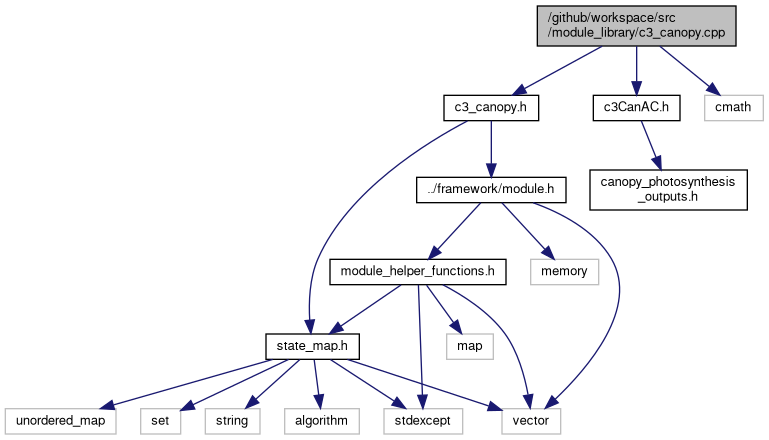 /github/workspace/src
/module_library/c3_canopy.cpp
c3_canopy.h
c3CanAC.h
cmath
../framework/module.h
canopy_photosynthesis
_outputs.h
module_helper_functions.h
memory
state_map.h
map
unordered_map
set
string
algorithm
stdexcept
vector